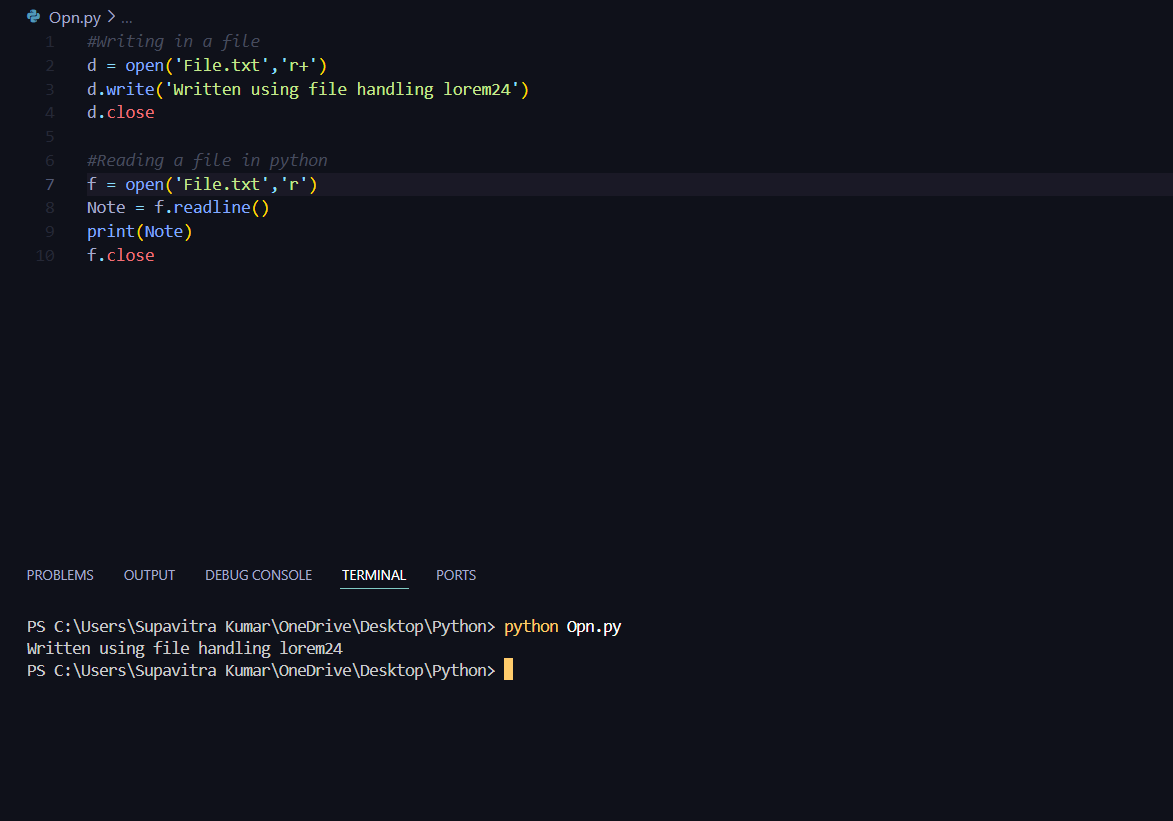 Opn.py > ...
1 #Writing in a file
2 d = open('File.txt','r+')
3 d.write('Written using file handling lorem24')
4 d.close
5
6 #Reading a file in python
7 f = open('File.txt','r')
8 Note = f.readline()
9 print(Note)
10 f.close
PROBLEMS OUTPUT DEBUG CONSOLE TERMINAL PORTS
PS C:\Users\Supavitra Kumar\OneDrive\Desktop\Python> python Opn.py
Written using file handling lorem24
PS C:\Users\Supavitra Kumar\OneDrive\Desktop\Python>